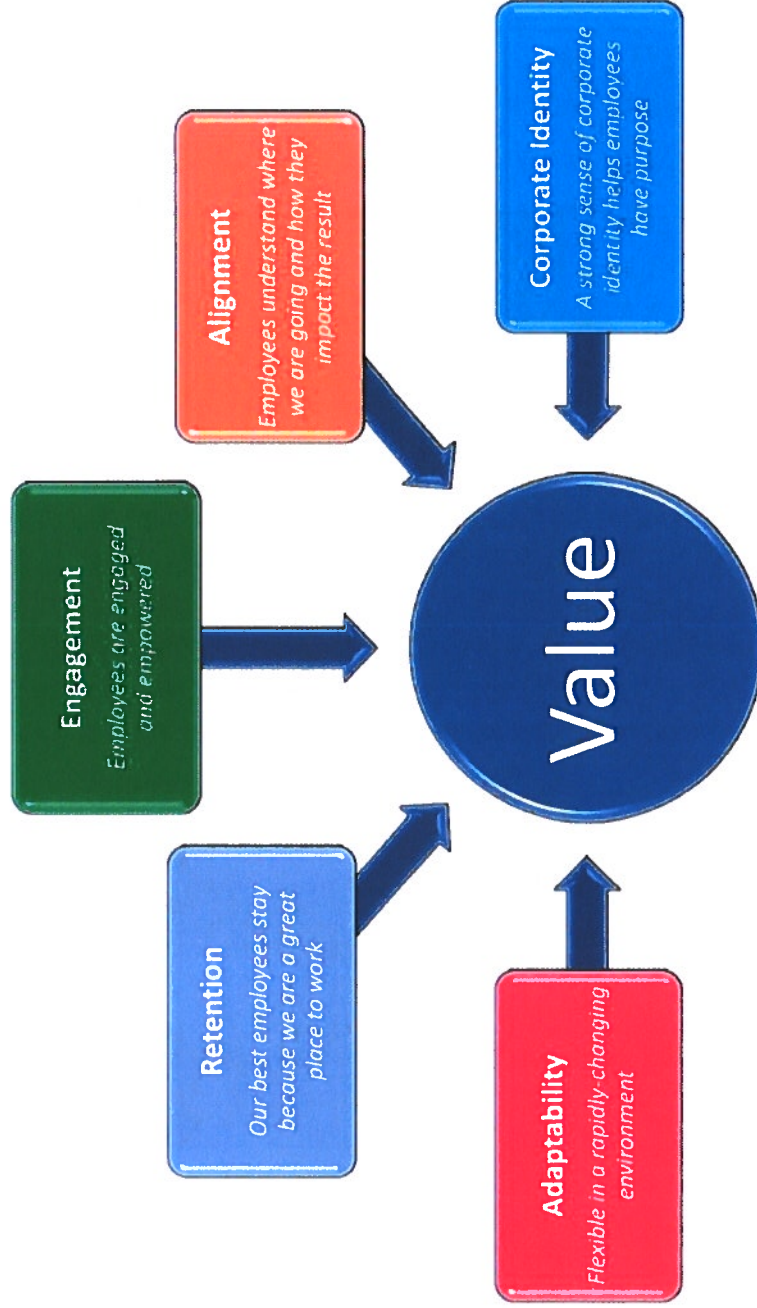 Engagement
Employees are engaged
and empowered
Retention
Our best employees stay
because we are a great
place to work
Alignment
Employees understand where
we are going and how they
impact the result
Adaptability
Flexible in a rapidly-changing
environment
Value
Corporate Identity
A strong sense of corporate
identity helps employees
have purpose